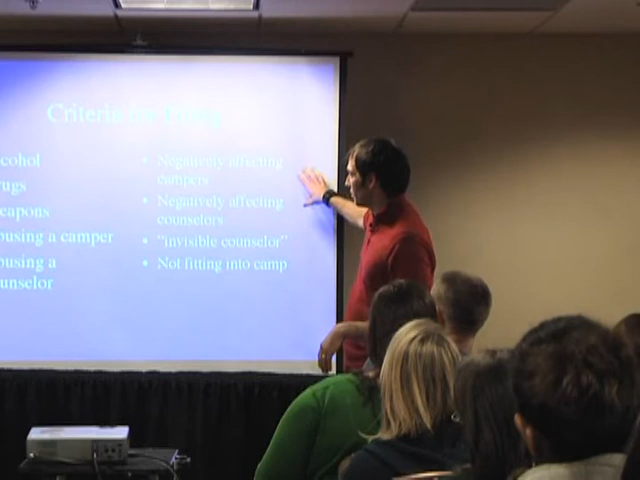 Criteria for Firing
cohol
ugs
eapons
busing a camper
busing a
unselor
• Negatively affecting
campers
• Negatively affecting
counselors
• "invisible counselor"
• Not fitting into camp